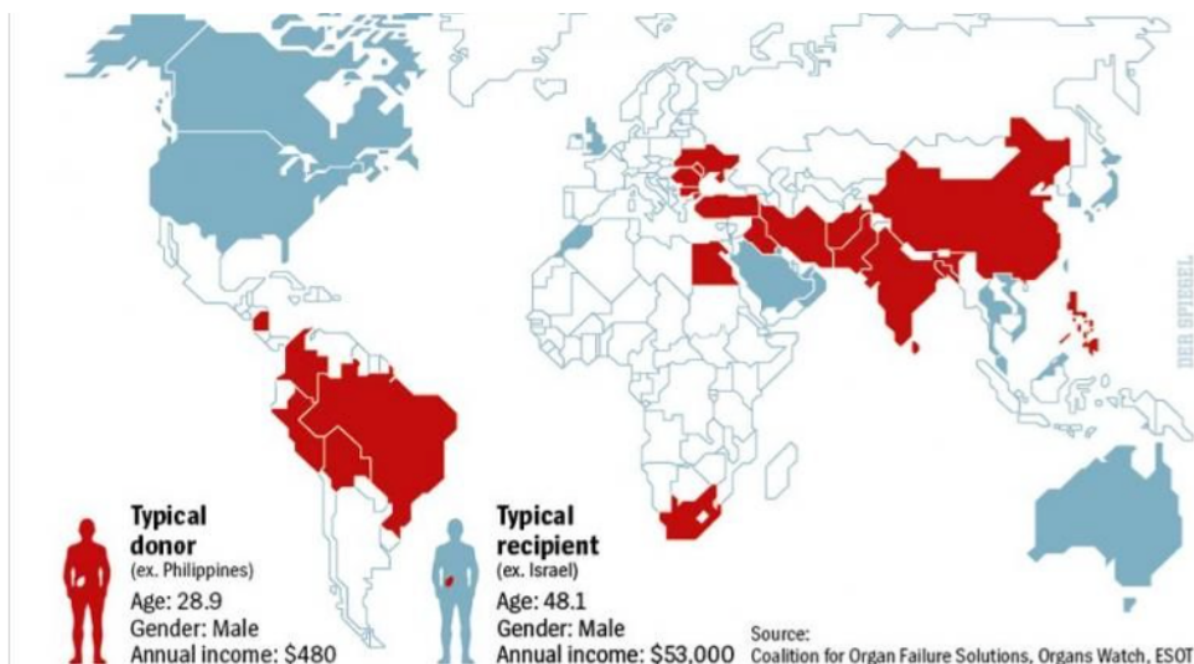 DER SPIEGEL
Typical
donor
(ex. Philippines)
Age: 28.9
Gender: Male
Annual income: $480
Typical
recipient
(ex. Israel)
Age: 48.1
Gender: Male
Annual income: $53,000
Source:
Coalition for Organ Failure Solutions, Organs Watch, ESOT